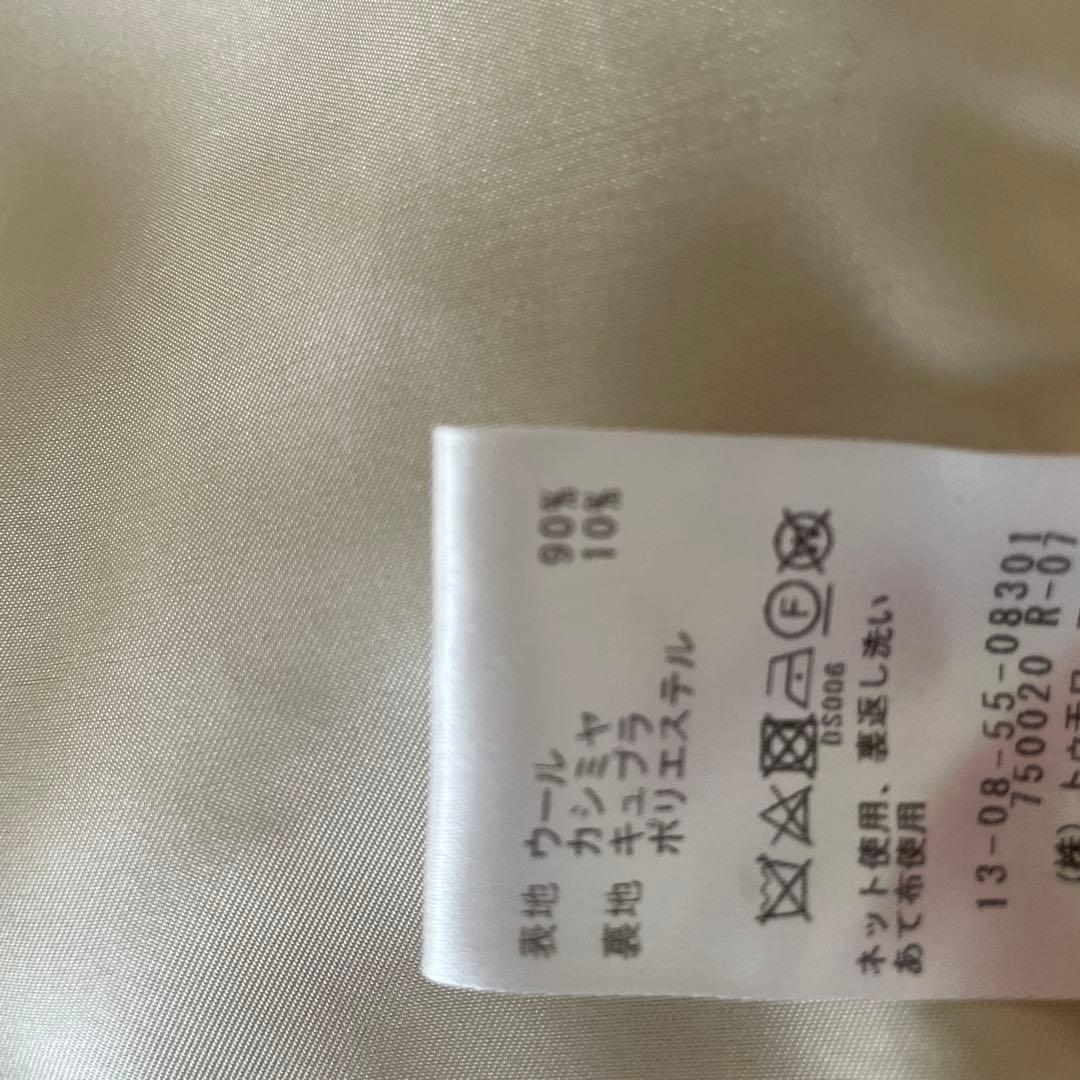 表地 ウール 90%
カシミヤ 10%
裏地 キュプラ
ポリエステル
F W
DS006
ネット使用、裏返し洗い
あて布使用
13-08-55-08301
750020 R-07
(株)